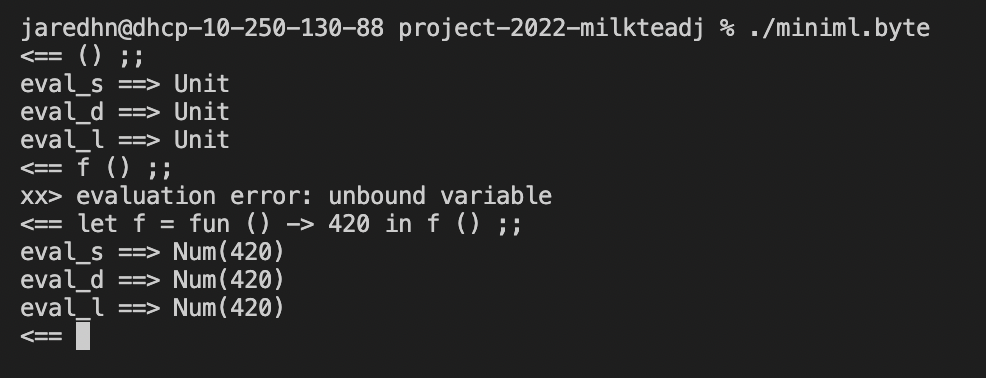 jaredhn@dhcp-10-250-130-88 project-2022-milkteadj % ./miniml.byte
<== () ;;
eval_s ==> Unit
eval_d ==> Unit
eval_l ==> Unit
<== f () ;;
xx> evaluation error: unbound variable
<== let f = fun () -> 420 in f () ;;
eval_s ==> Num(420)
eval_d ==> Num(420)
eval_l ==> Num(420)
<==